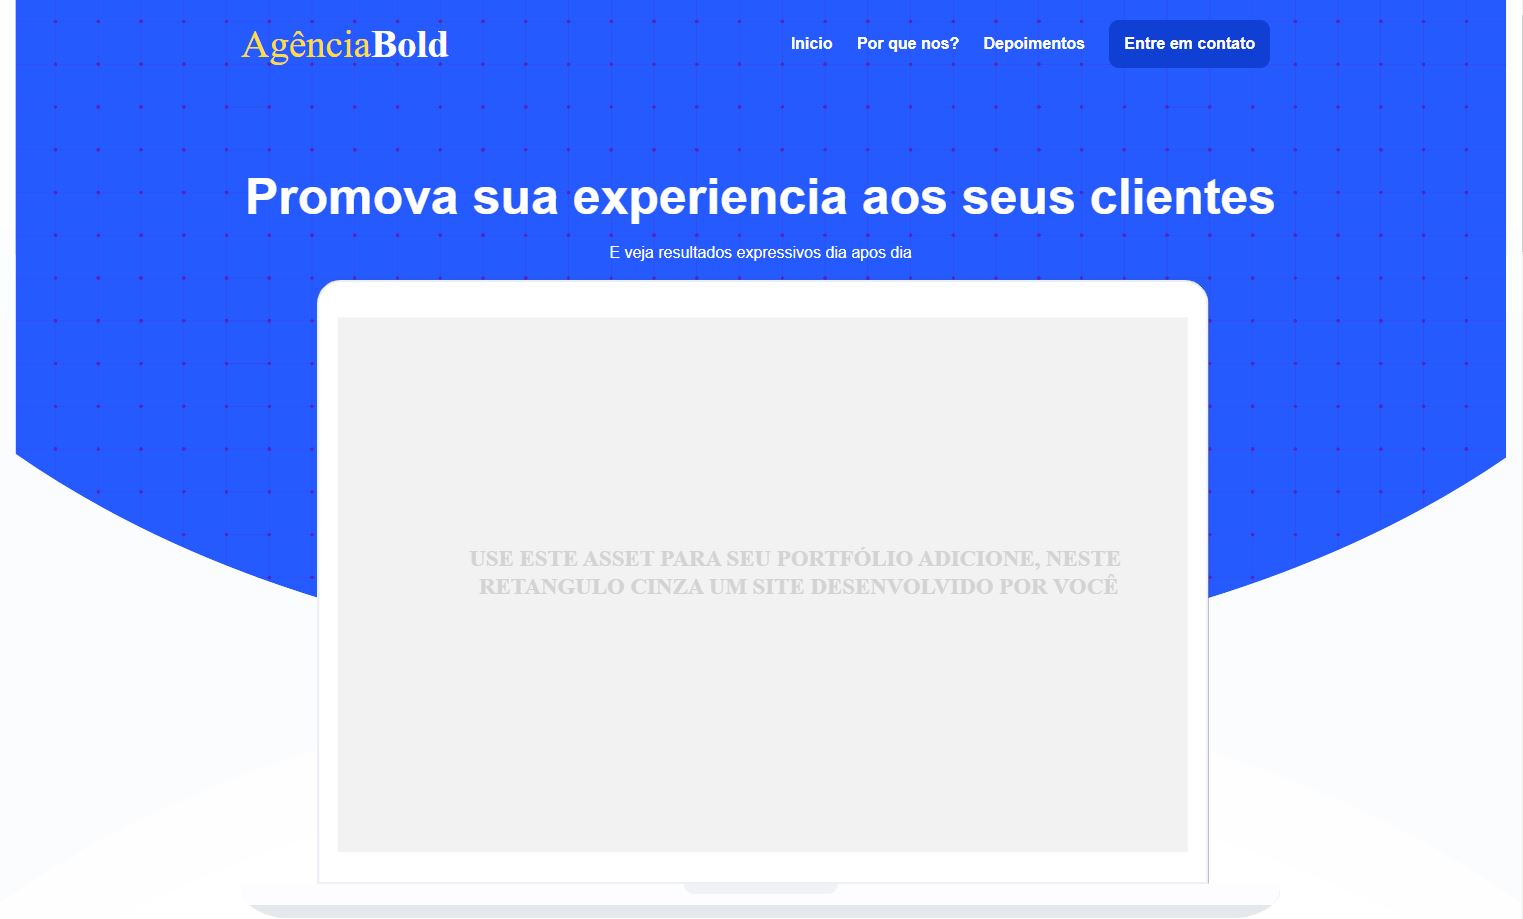 AgênciaBold
Inicio Por que nos? Depoimentos Entre em contato
Promova sua experiencia aos seus clientes
E veja resultados expressivos dia apos dia
USE ESTE ASSET PARA SEU PORTFÓLIO ADICIONE, NESTE
RETANGULO CINZA UM SITE DESENVOLVIDO POR VOCÊ